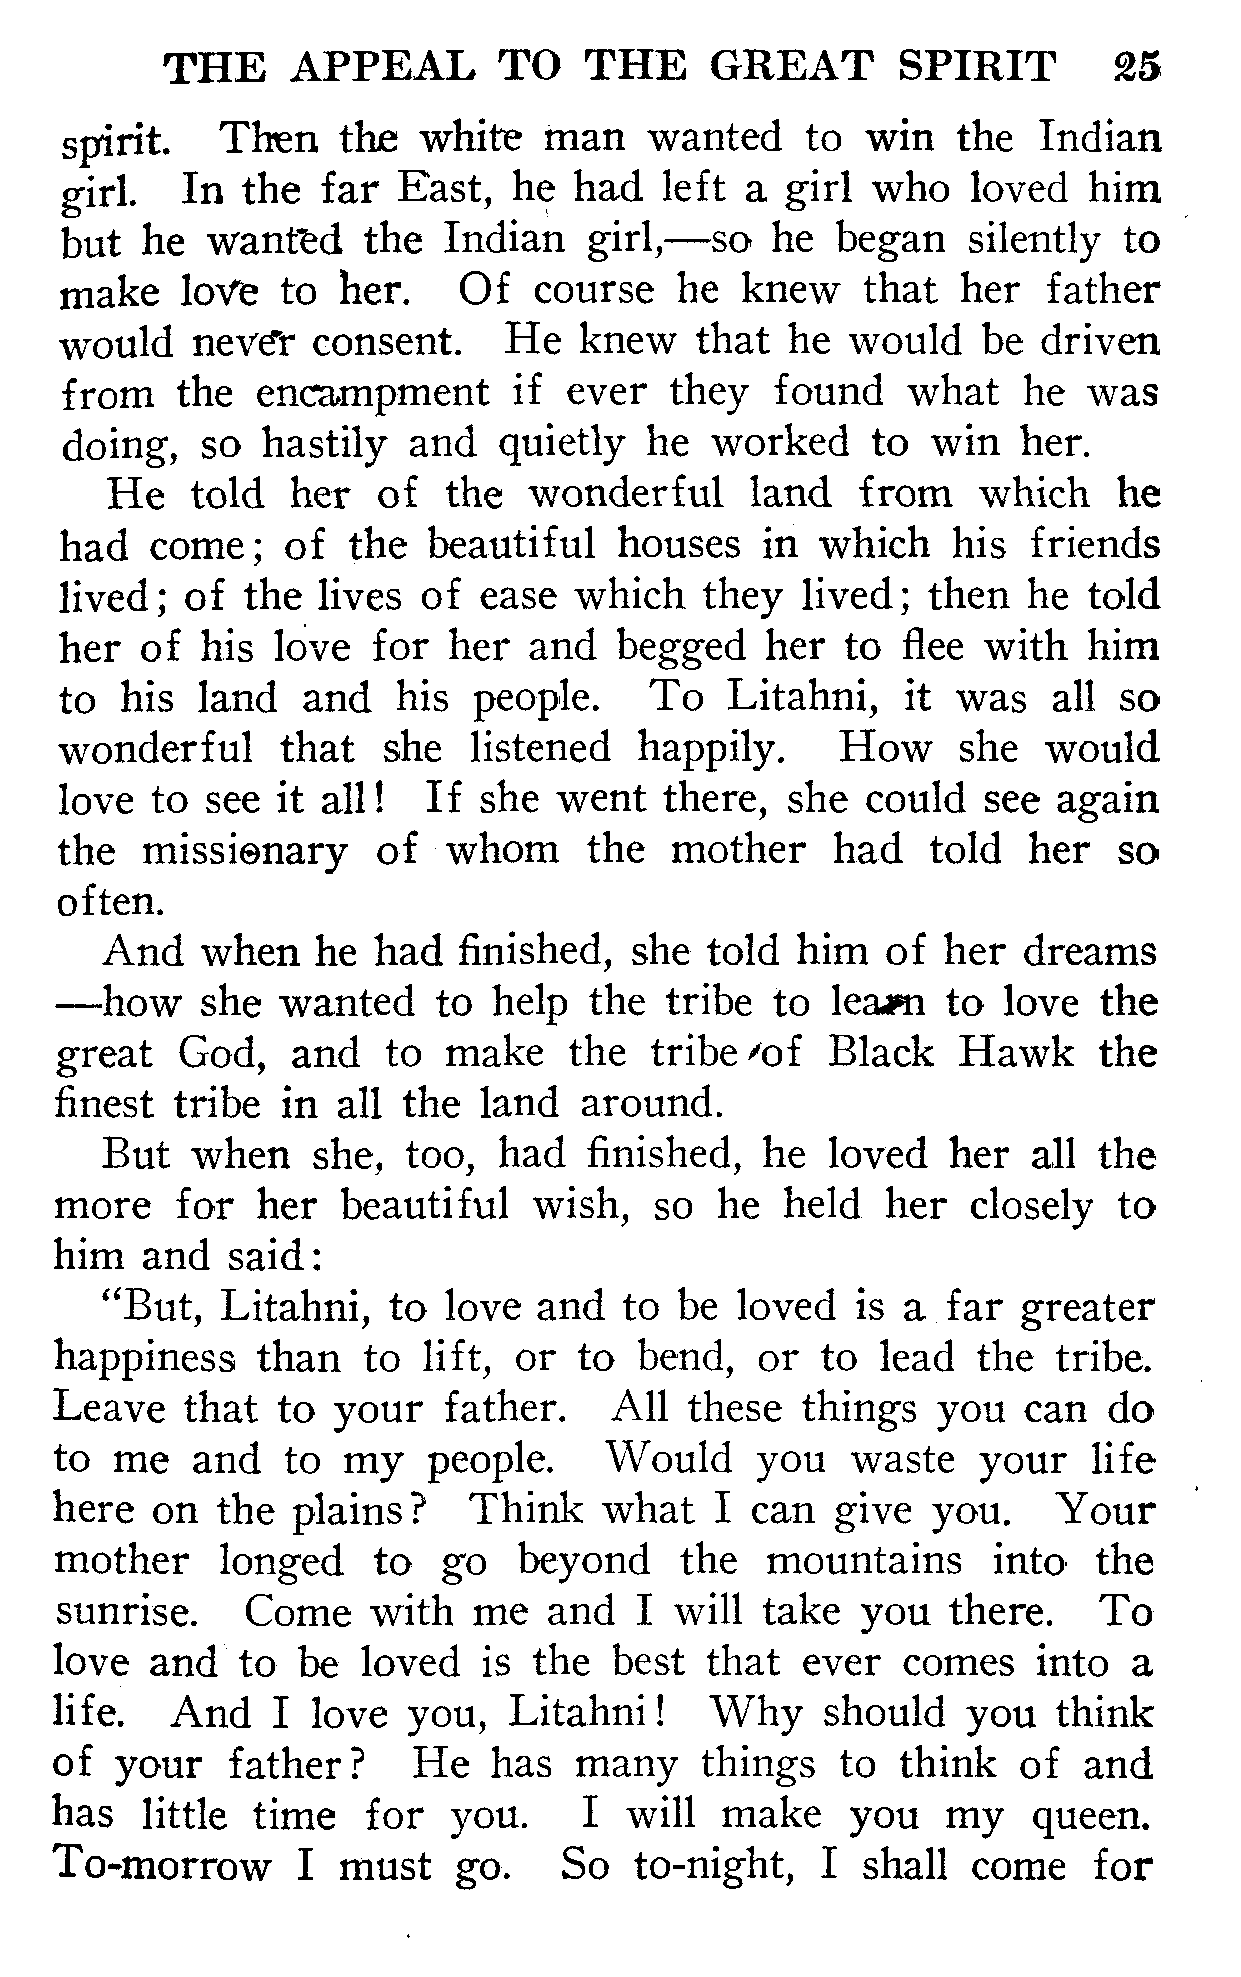 THE APPEAL TO THE GREAT SPIRIT 25
spirit. Then the white man wanted to win the Indian
girl. In the far East, he had left a girl who loved him
but he wanted the Indian girl,—so he began silently to
make love to her. Of course he knew that her father
would never consent. He knew that he would be driven
from the encampment if ever they found what he was
doing, so hastily and quietly he worked to win her.
He told her of the wonderful land from which he
had come; of the beautiful houses in which his friends
lived; of the lives of ease which they lived; then he told
her of his love for her and begged her to flee with him
to his land and his people. To Litahni, it was all so
wonderful that she listened happily. How she would
love to see it all! If she went there, she could see again
the missionary of whom the mother had told her so
often.
And when he had finished, she told him of her dreams
—how she wanted to help the tribe to learn to love the
great God, and to make the tribe of Black Hawk the
finest tribe in all the land around.
But when she, too, had finished, he loved her all the
more for her beautiful wish, so he held her closely to
him and said:
“But, Litahni, to love and to be loved is a far greater
happiness than to lift, or to bend, or to lead the tribe.
Leave that to your father. All these things you can do
to me and to my people. Would you waste your life
here on the plains? Think what I can give you. Your
mother longed to go beyond the mountains into the
sunrise. Come with me and I will take you there. To
love and to be loved is the best that ever comes into a
life. And I love you, Litahni! Why should you think
of your father? He has many things to think of and
has little time for you. I will make you my queen.
To-morrow I must go. So to-night, I shall come for